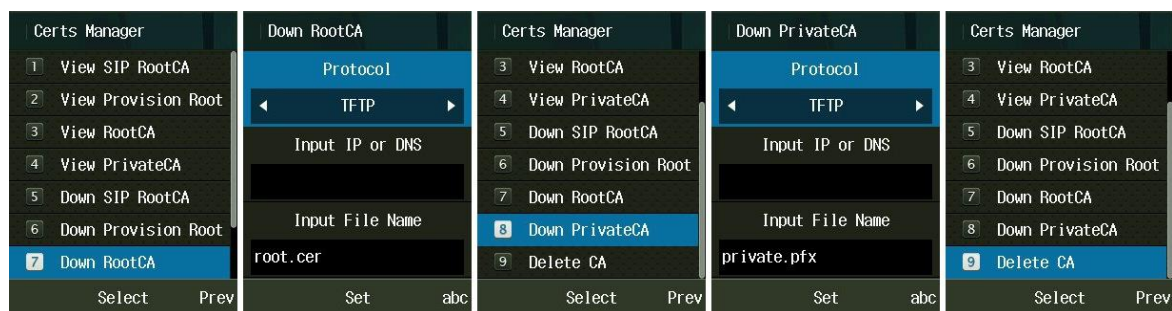 Certs Manager
1 View SIP RootCA
2 View Provision Root
3 View RootCA
4 View PrivateCA
5 Down SIP RootCA
6 Down Provision Root
7 Down RootCA
Select Prev
Down RootCA
Protocol
TFTP
Input IP or DNS
Input File Name
root.cer
Set abc
Certs Manager
3 View RootCA
4 View PrivateCA
5 Down SIP RootCA
6 Down Provision Root
7 Down RootCA
8 Down PrivateCA
9 Delete CA
Select Prev
Down PrivateCA
Protocol
TFTP
Input IP or DNS
Input File Name
private.pfx
Set abc
Certs Manager
3 View RootCA
4 View PrivateCA
5 Down SIP RootCA
6 Down Provision Root
7 Down RootCA
8 Down PrivateCA
9 Delete CA
Select Prev